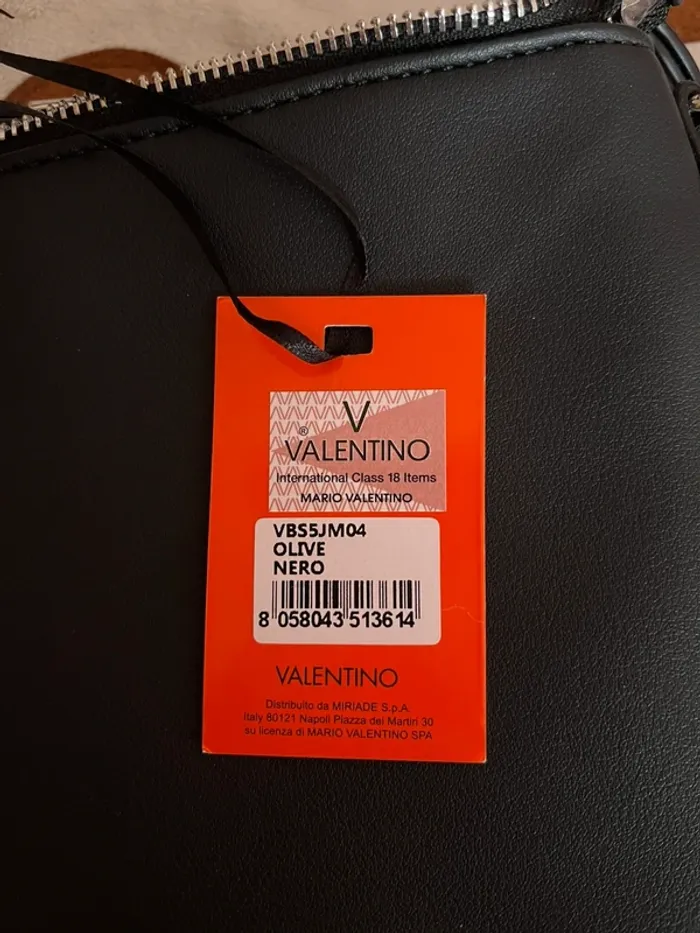 V
® VALENTINO
International Class 18 Items
MARIO VALENTINO
VBS5JM04
OLIVE
NERO
8 058043 513614
VALENTINO
Distribuito da MIRIADE S.p.A.
Italy 80121 Napoli Piazza dei Martiri 30
su licenza di MARIO VALENTINO SPA